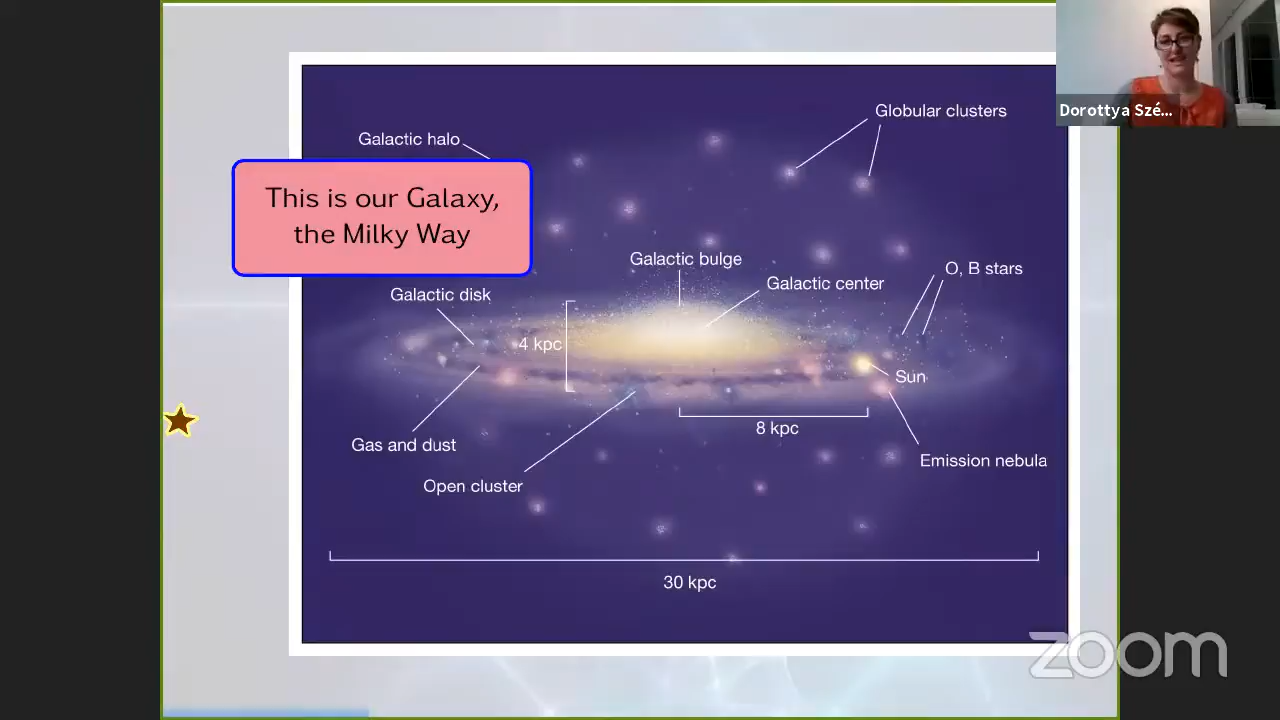 Dorottya Szé...
Globular clusters
Galactic halo
This is our Galaxy,
the Milky Way
Galactic bulge
O, B stars
Galactic center
Galactic disk
4 kpc
Sun
8 kpc
Gas and dust
Emission nebula
Open cluster
30 kpc
zoom